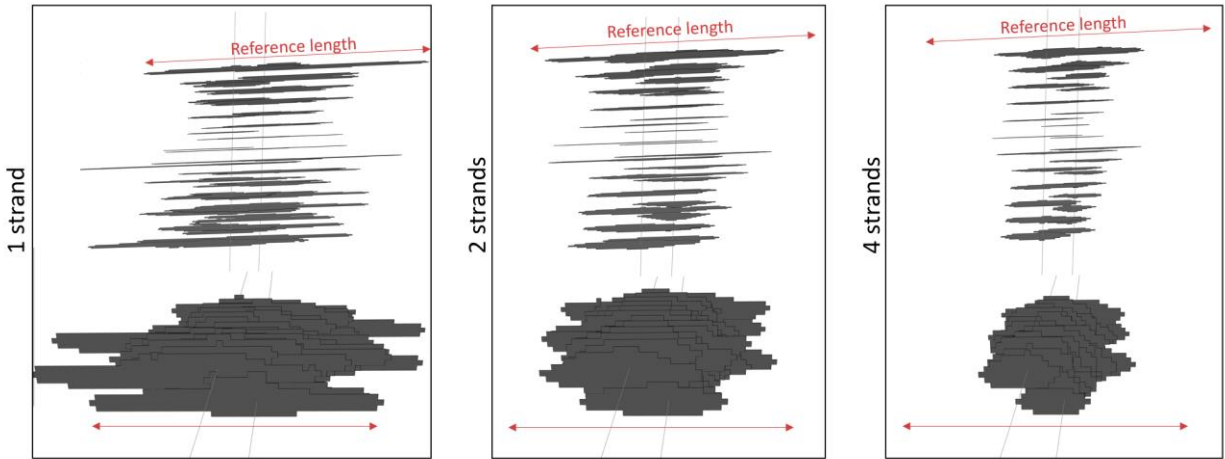 1 strand
Reference length
2 strands
Reference length
4 strands
Reference length